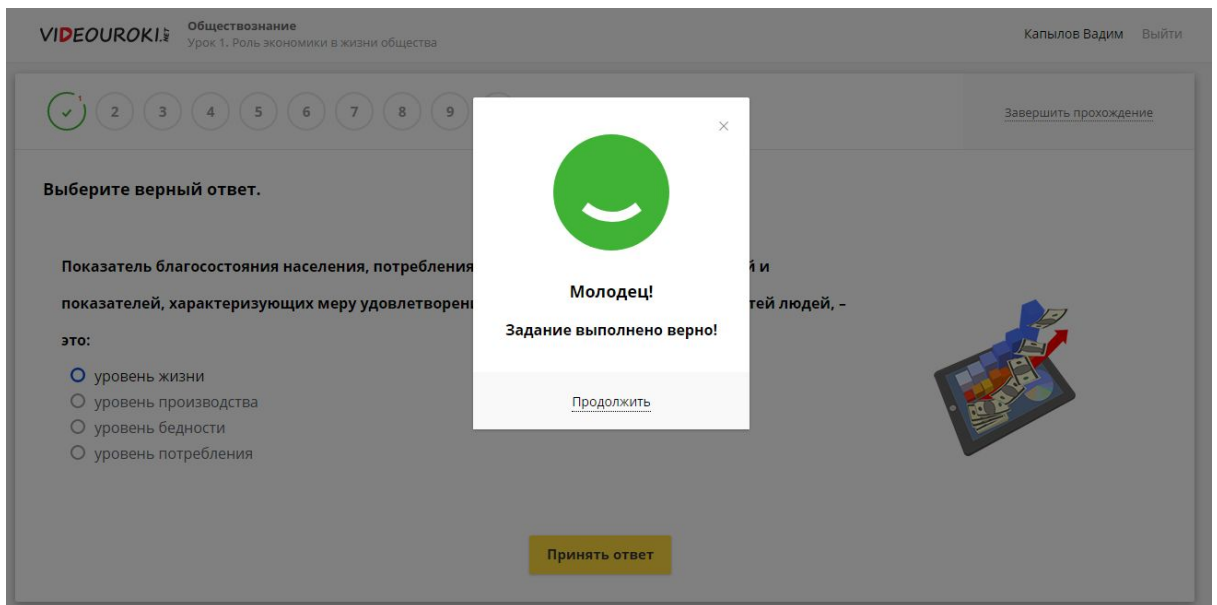 VIDEOUROKI.NET
Обществознание
Урок 1. Роль экономики в жизни общества
Капылов Вадим Выйти
1 2 3 4 5 6 7 8 9
Завершить прохождение
Выберите верный ответ.
Показатель благосостояния населения, потребления й и
показателей, характеризующих меру удовлетворен тей людей, –
это:
уровень жизни
уровень производства
уровень бедности
уровень потребления
Принять ответ
×
Молодец!
Задание выполнено верно!
Продолжить